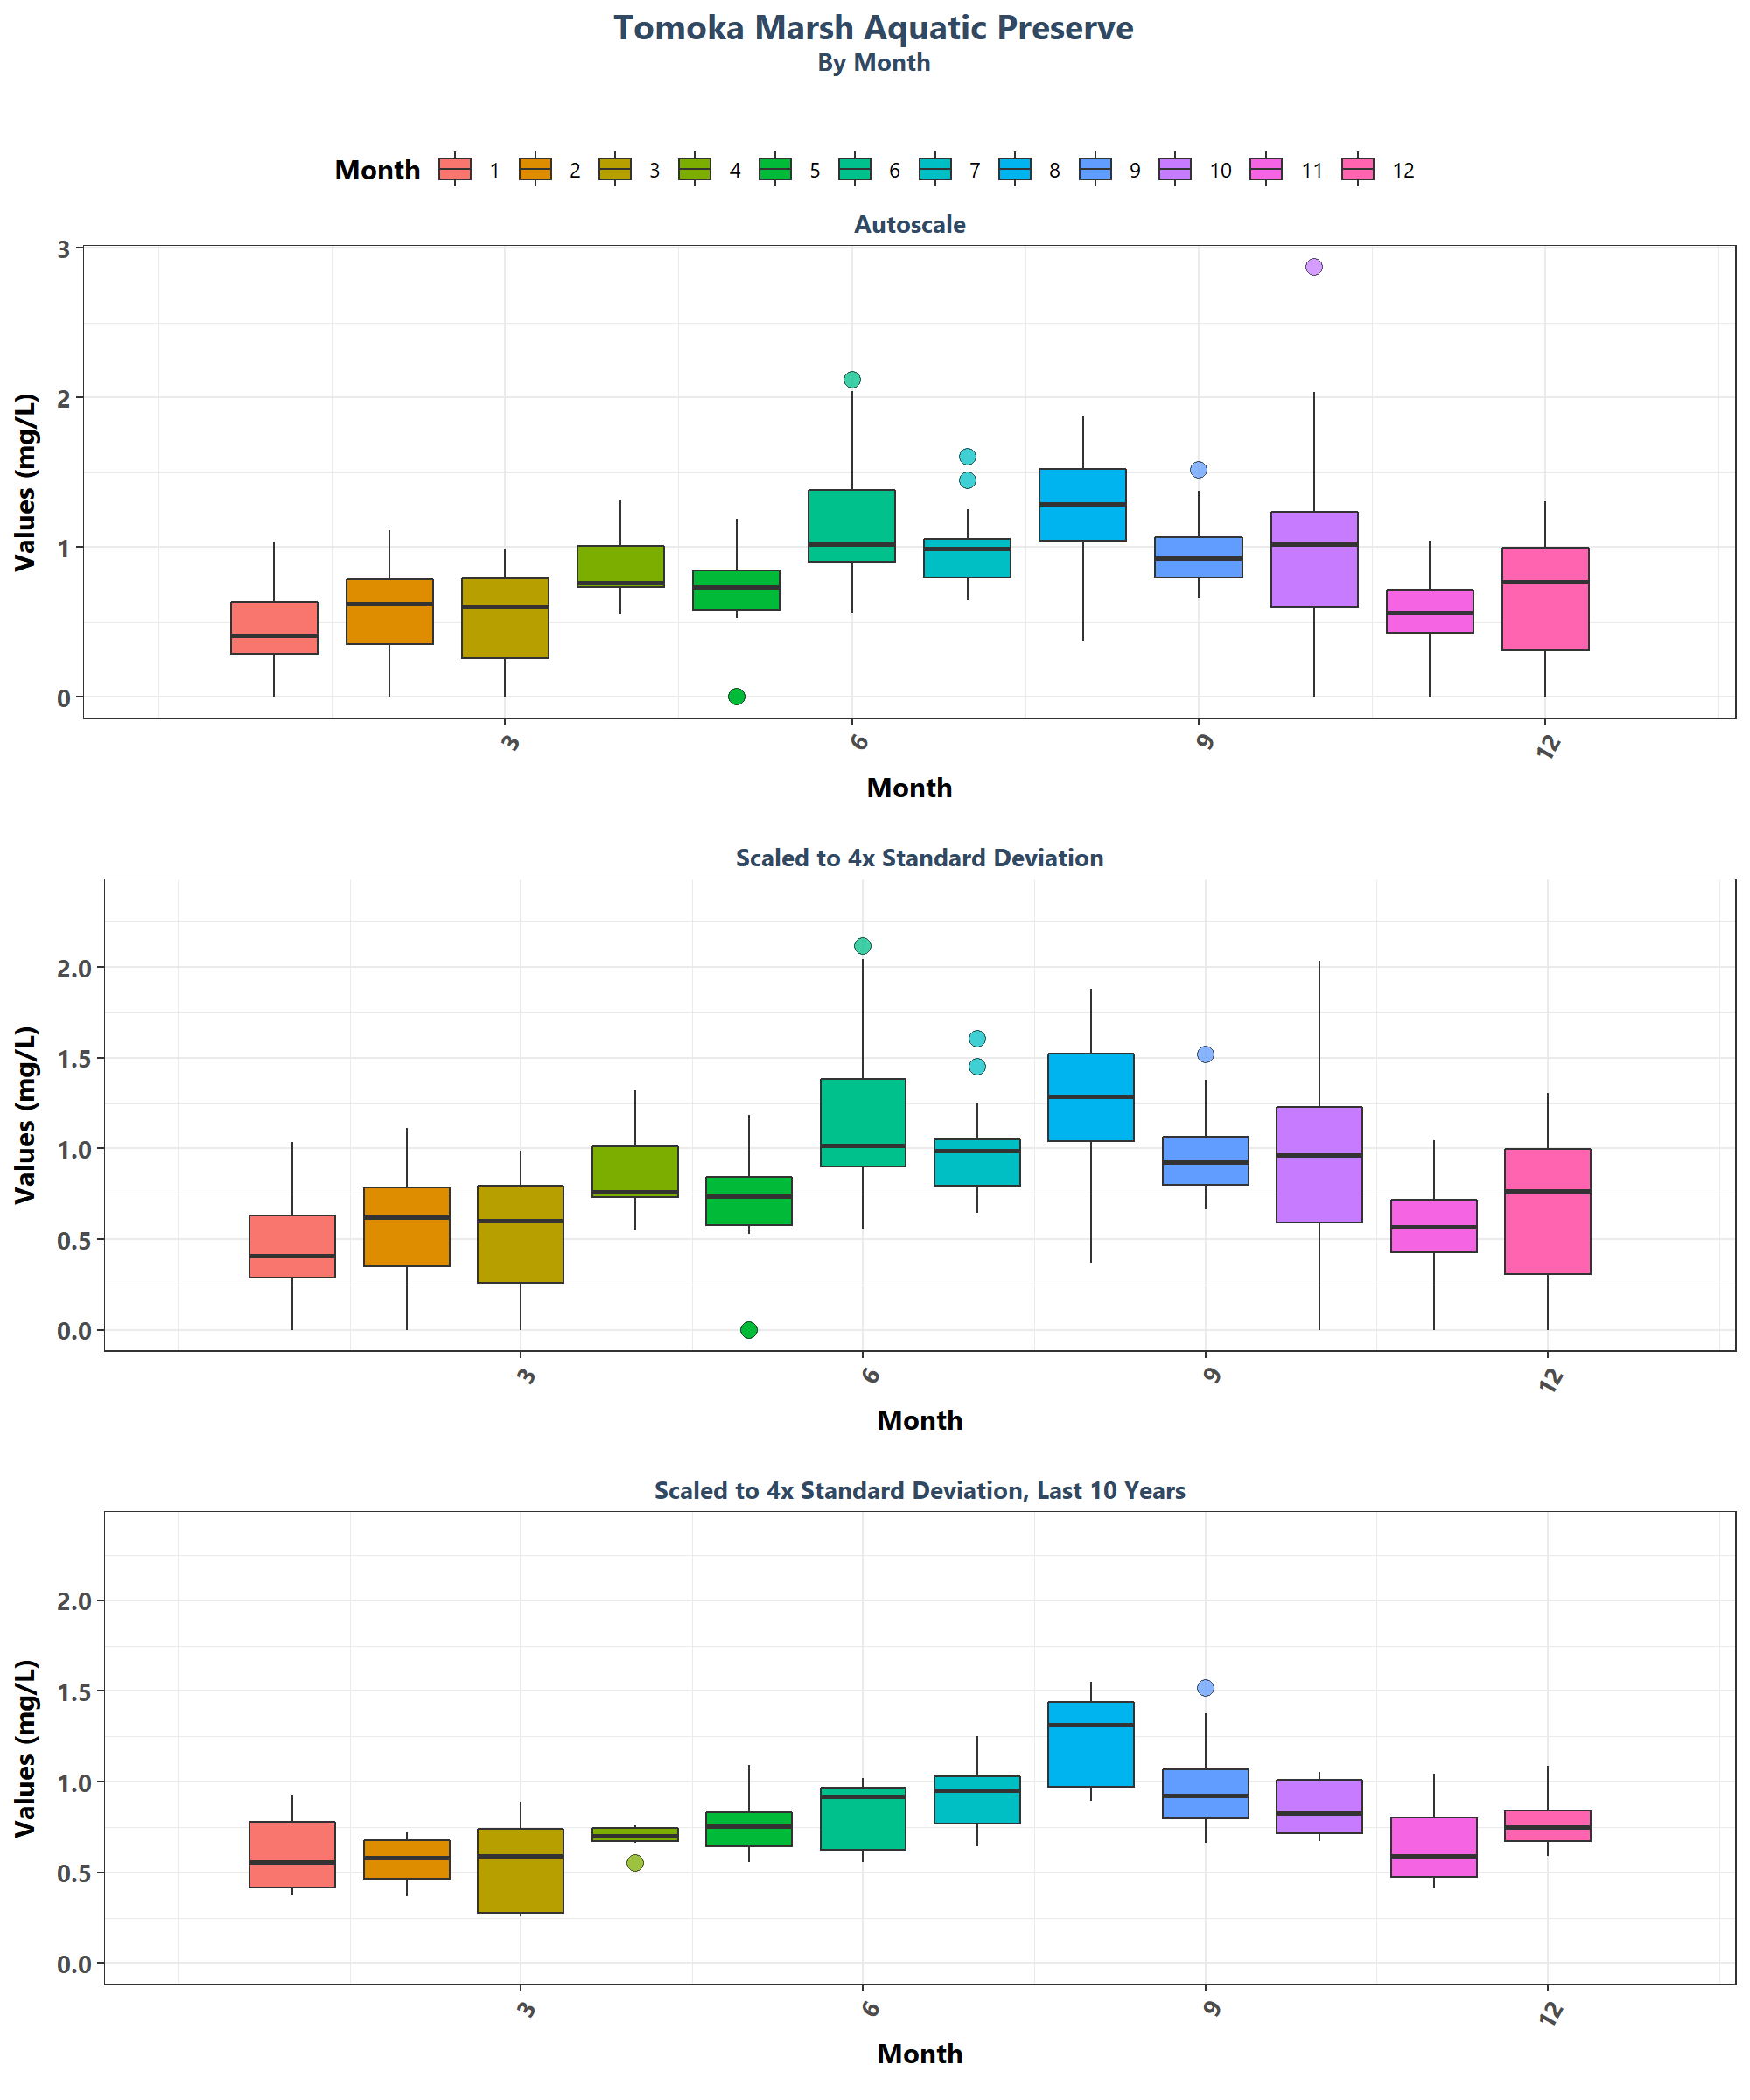 Tomoka Marsh Aquatic Preserve
By Month
Month 1 2 3 4 5 6 7 8 9 10 11 12
Autoscale
Values (mg/L)
3
2
1
0
3 6 9 12
Month
Scaled to 4x Standard Deviation
Values (mg/L)
2.0
1.5
1.0
0.5
0.0
3 6 9 12
Month
Scaled to 4x Standard Deviation, Last 10 Years
Values (mg/L)
2.0
1.5
1.0
0.5
0.0
3 6 9 12
Month